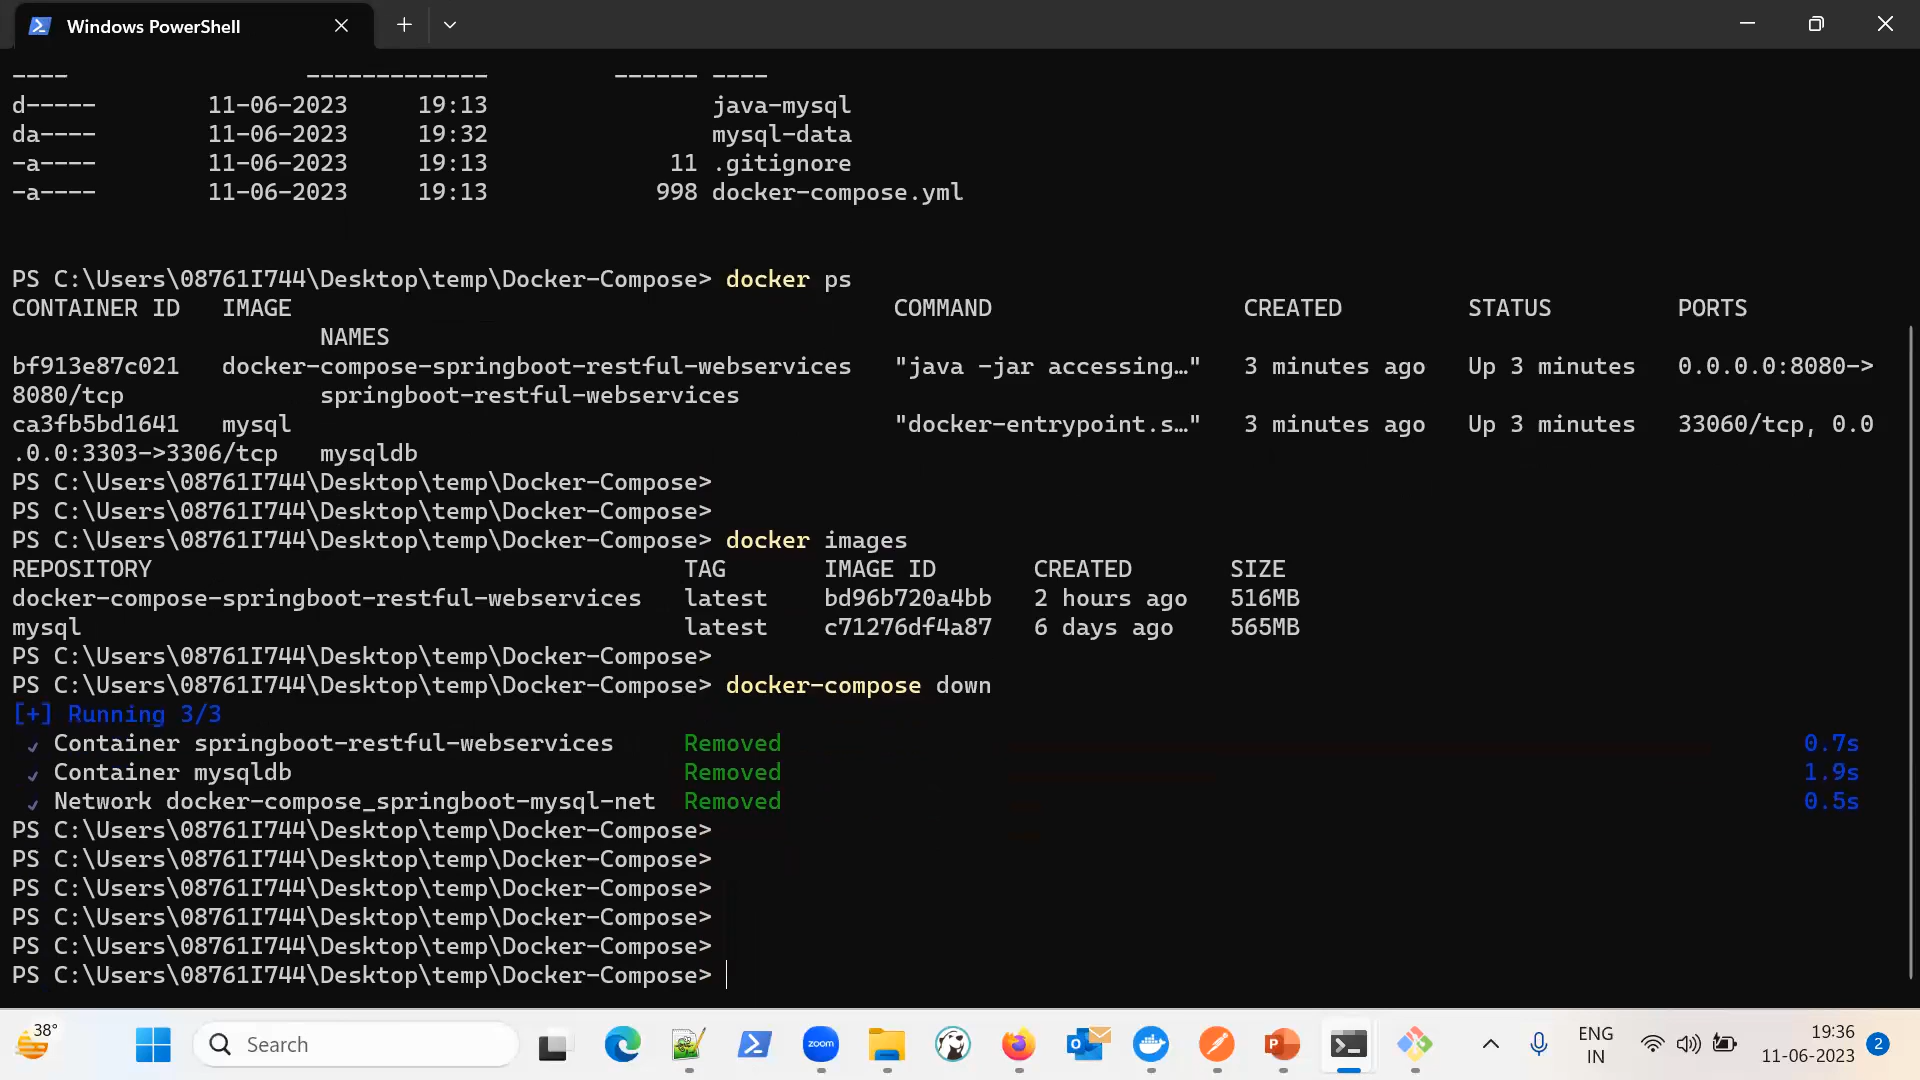 Windows PowerShell
---- ------------- ------ ----
d----- 11-06-2023 19:13 java-mysql
da---- 11-06-2023 19:32 mysql-data
-a---- 11-06-2023 19:13 11 .gitignore
-a---- 11-06-2023 19:13 998 docker-compose.yml
PS C:\Users\08761I744\Desktop\temp\Docker-Compose> docker ps
CONTAINER ID IMAGE COMMAND CREATED STATUS PORTS
NAMES
bf913e87c021 docker-compose-springboot-restful-webservices "java -jar accessing…" 3 minutes ago Up 3 minutes 0.0.0.0:8080->
8080/tcp springboot-restful-webservices
ca3fb5bd1641 mysql "docker-entrypoint.s…" 3 minutes ago Up 3 minutes 33060/tcp, 0.0
.0.0:3303->3306/tcp mysqldb
PS C:\Users\08761I744\Desktop\temp\Docker-Compose>
PS C:\Users\08761I744\Desktop\temp\Docker-Compose>
PS C:\Users\08761I744\Desktop\temp\Docker-Compose> docker images
REPOSITORY TAG IMAGE ID CREATED SIZE
docker-compose-springboot-restful-webservices latest bd96b720a4bb 2 hours ago 516MB
mysql latest c71276df4a87 6 days ago 565MB
PS C:\Users\08761I744\Desktop\temp\Docker-Compose>
PS C:\Users\08761I744\Desktop\temp\Docker-Compose> docker-compose down
[+] Running 3/3
✓ Container springboot-restful-webservices Removed 0.7s
✓ Container mysqldb Removed 1.9s
✓ Network docker-compose_springboot-mysql-net Removed 0.5s
PS C:\Users\08761I744\Desktop\temp\Docker-Compose>
PS C:\Users\08761I744\Desktop\temp\Docker-Compose>
PS C:\Users\08761I744\Desktop\temp\Docker-Compose>
PS C:\Users\08761I744\Desktop\temp\Docker-Compose>
PS C:\Users\08761I744\Desktop\temp\Docker-Compose>
PS C:\Users\08761I744\Desktop\temp\Docker-Compose>
38° Search zoom ENG 19:36
IN 11-06-2023 2